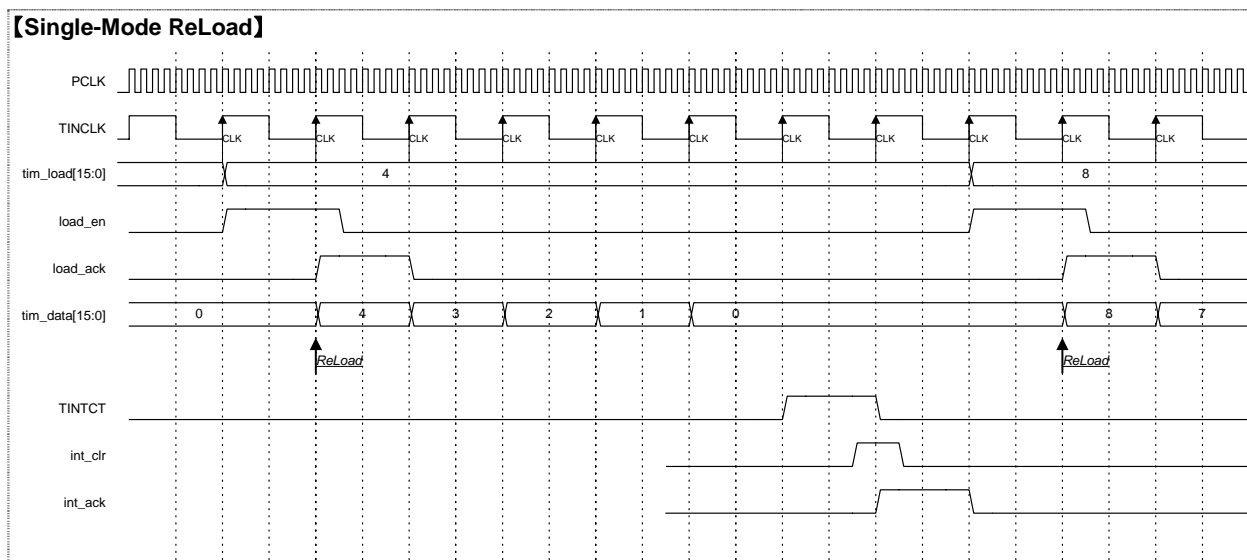 【Single-Mode ReLoad】
PCLK
TINCLK
CLK CLK CLK CLK CLK CLK CLK CLK CLK CLK CLK
tim_load[15:0] 4 8
load_en
load_ack
tim_data[15:0] 0 4 3 2 1 0 8 7
ReLoad ReLoad
TINTCT
int_clr
int_ack